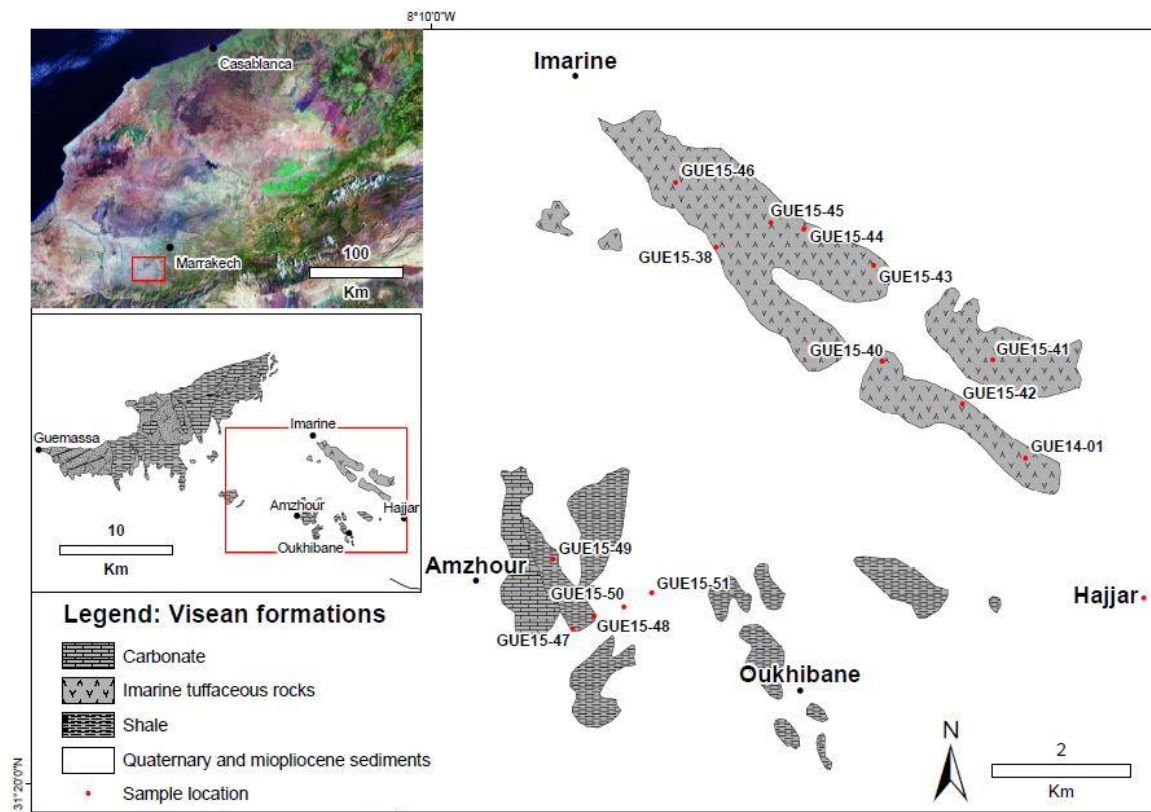 8°10'0"W
Casablanca
Marrakech
100
Km
Guemassa
Imarine
Amzhour
Hajjar
Oukhibane
10
Km
Legend: Visean formations
Carbonate
Imarine tuffaceous rocks
Shale
Quaternary and miopliocene sediments
Sample location
31°20'0"N
Imarine
GUE15-46
GUE15-45
GUE15-44
GUE15-38
GUE15-43
GUE15-40
GUE15-41
GUE15-42
GUE14-01
GUE15-49
Amzhour
GUE15-50
GUE15-51
GUE15-48
GUE15-47
Hajjar
Oukhibane
N
2
Km